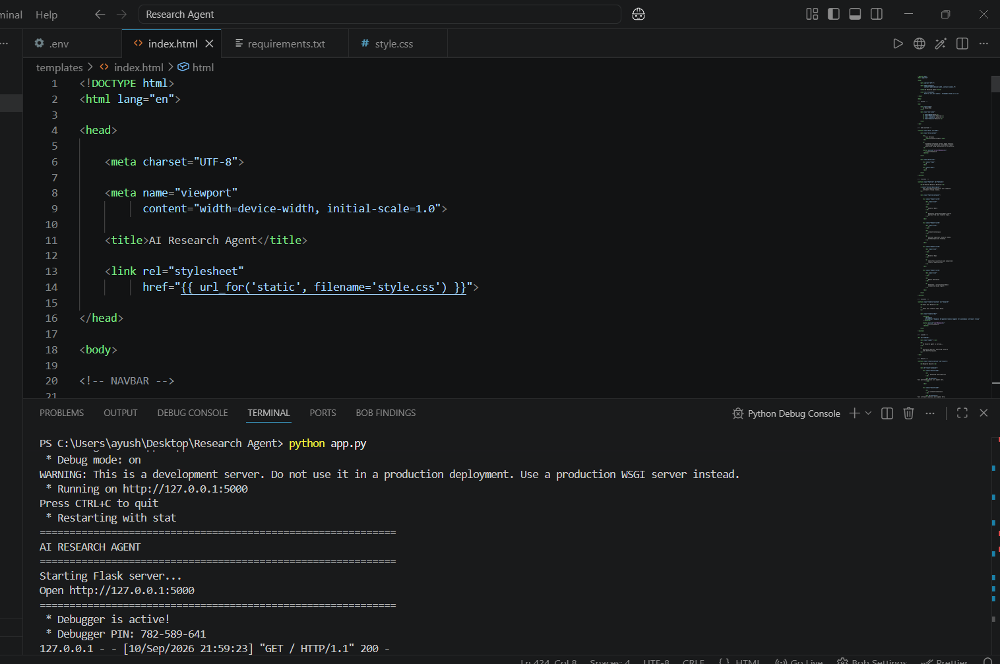 minal Help Research Agent
.env index.html requirements.txt # style.css
templates > index.html > html
1 <!DOCTYPE html>
2 <html lang="en">
3
4 <head>
5
6 <meta charset="UTF-8">
7
8 <meta name="viewport"
9 content="width=device-width, initial-scale=1.0">
10
11 <title>AI Research Agent</title>
12
13 <link rel="stylesheet"
14 href="{{ url_for('static', filename='style.css') }}">
15
16 </head>
17
18 <body>
19
20 <!-- NAVBAR -->
21
PROBLEMS OUTPUT DEBUG CONSOLE TERMINAL PORTS BOB FINDINGS Python Debug Console
PS C:\Users\ayush\Desktop\Research Agent> python app.py
* Debug mode: on
WARNING: This is a development server. Do not use it in a production deployment. Use a production WSGI server instead.
* Running on http://127.0.0.1:5000
Press CTRL+C to quit
* Restarting with stat
============================================================
AI RESEARCH AGENT
============================================================
Starting Flask server...
Open http://127.0.0.1:5000
============================================================
* Debugger is active!
* Debugger PIN: 782-589-641
127.0.0.1 - - [10/Sep/2026 21:59:23] "GET / HTTP/1.1" 200 -
Ln 424, Col 8 Spaces: 4 UTF-8 CRLF {} HTML Go Live Bob Settings Prettier